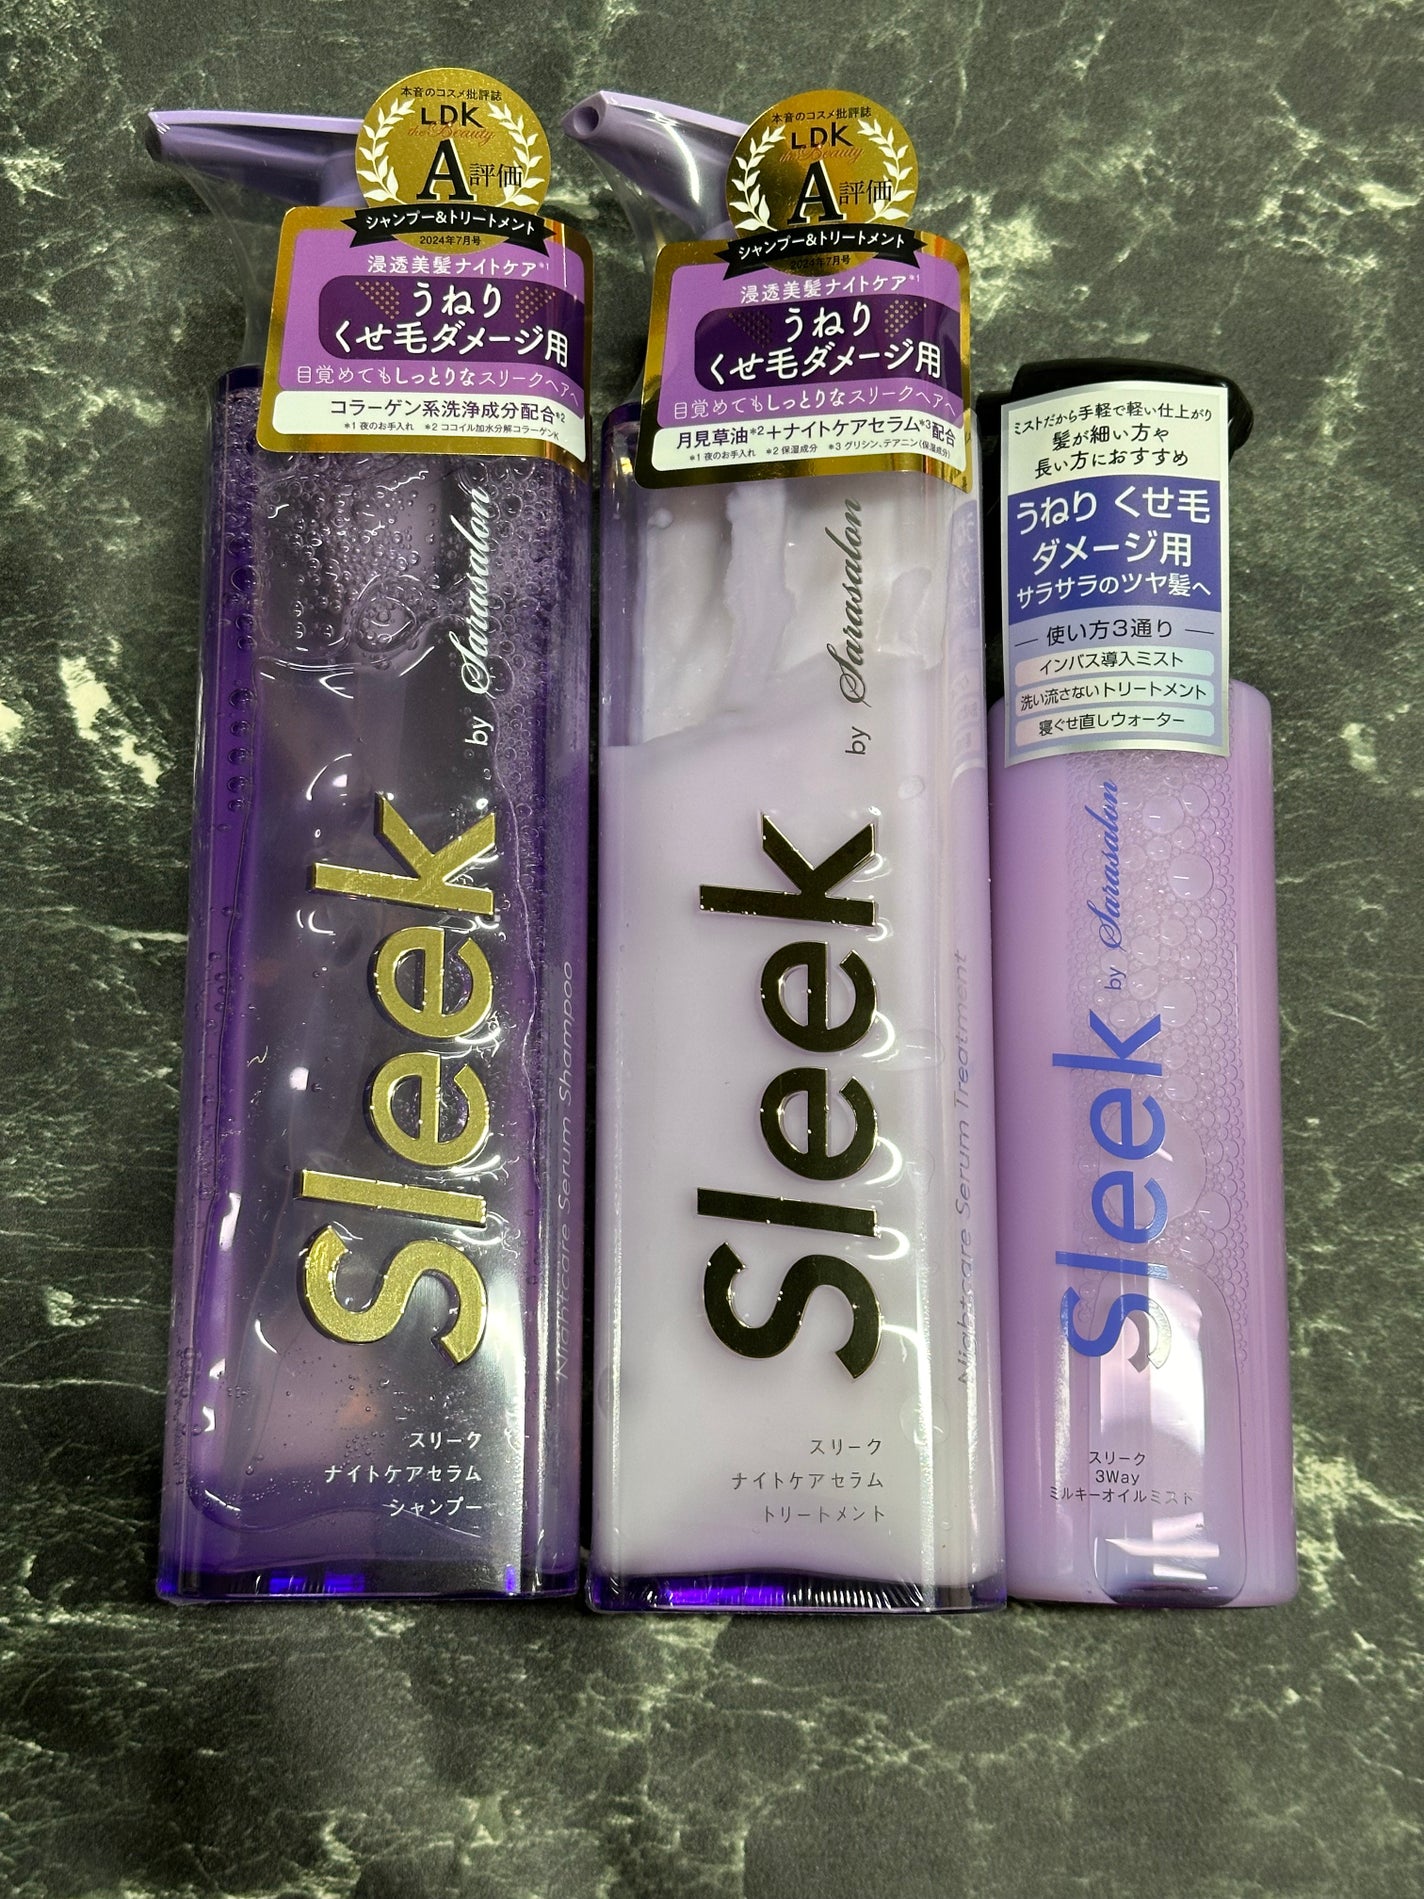 本音のコスメ批評誌
LDK
the Beauty
A評価
シャンプー&トリートメント
2024年7月号
浸透美髪ナイトケア*1
うねり
くせ毛ダメージ用
目覚めてもしっとりなスリークヘアへ
コラーゲン系洗浄成分配合*2
*1 夜のお手入れ *2 ココイル加水分解コラーゲンK
Sleek by Sarasalon
Nightcare Serum Shampoo
スリーク
ナイトケアセラム
シャンプー
本音のコスメ批評誌
LDK
the Beauty
A評価
シャンプー&トリートメント
2024年7月号
浸透美髪ナイトケア*1
うねり
くせ毛ダメージ用
目覚めてもしっとりなスリークヘアへ
月見草油*2+ナイトケアセラム*3配合
*1 夜のお手入れ *2 保湿成分 *3 グリシン、テアニン(保湿成分)
Sleek by Sarasalon
Nightcare Serum Treatment
スリーク
ナイトケアセラム
トリートメント
ミストだから手軽で軽い仕上がり
髪が細い方や
長い方におすすめ
うねり くせ毛
ダメージ用
サラサラのツヤ髪へ
使い方3通り
インバス導入ミスト
洗い流さないトリートメント
寝ぐせ直しウォーター
Sleek by Sarasalon
スリーク
3Way
ミルキーオイルミスト